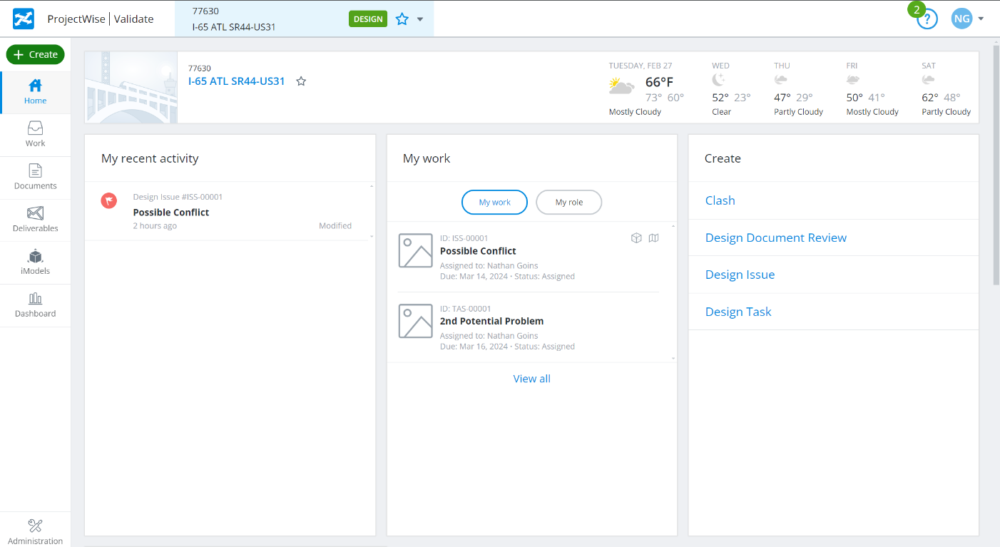 ProjectWise | Validate
77630
I-65 ATL SR44-US31
DESIGN
2
?
NG
+ Create
Home
Work
Documents
Deliverables
iModels
Dashboard
Administration
77630
I-65 ATL SR44-US31
TUESDAY, FEB 27
66°F
73° 60°
Mostly Cloudy
WED
52° 23°
Clear
THU
47° 29°
Partly Cloudy
FRI
50° 41°
Mostly Cloudy
SAT
62° 48°
Partly Cloudy
My recent activity
Design Issue #ISS-00001
Possible Conflict
2 hours ago Modified
My work
My work My role
ID: ISS-00001
Possible Conflict
Assigned to: Nathan Goins
Due: Mar 14, 2024 · Status: Assigned
ID: TAS-00001
2nd Potential Problem
Assigned to: Nathan Goins
Due: Mar 16, 2024 · Status: Assigned
View all
Create
Clash
Design Document Review
Design Issue
Design Task